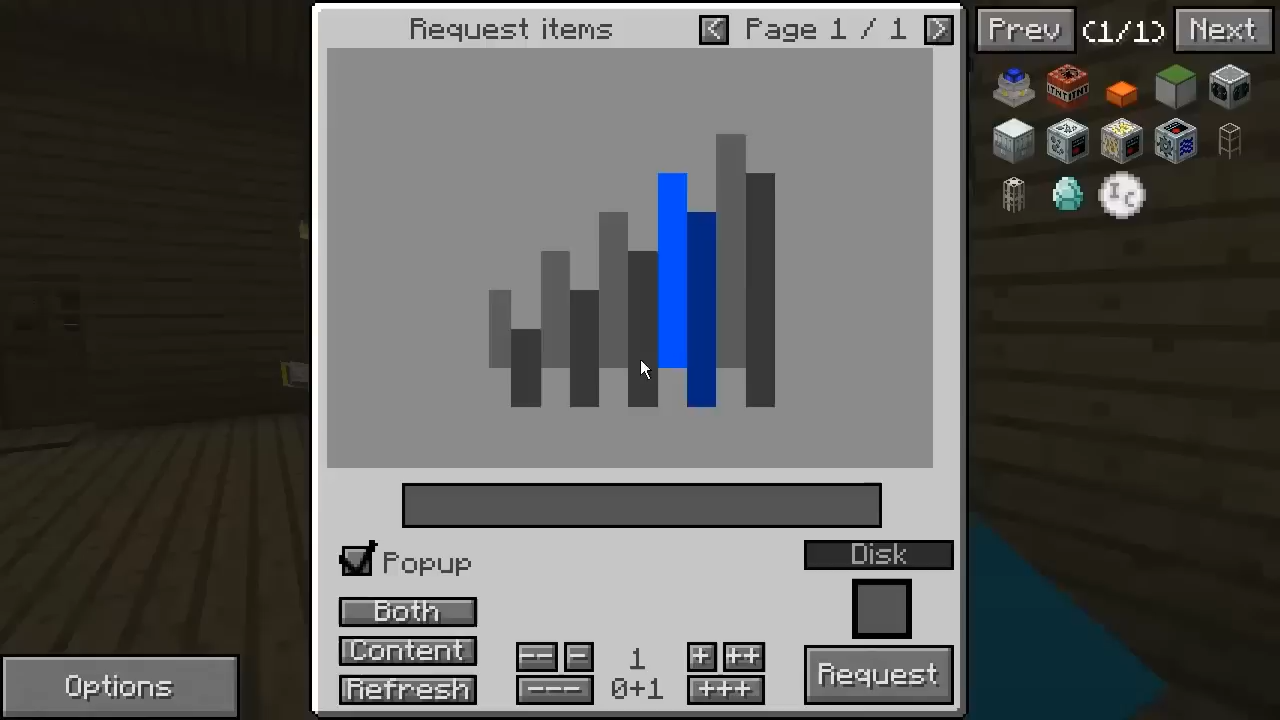 Request items
<
Page 1 / 1
>
Prev
(1/1)
Next
Popup
Disk
Both
Content
Refresh
--
-
1
+
++
---
0+1
+++
Request
Options